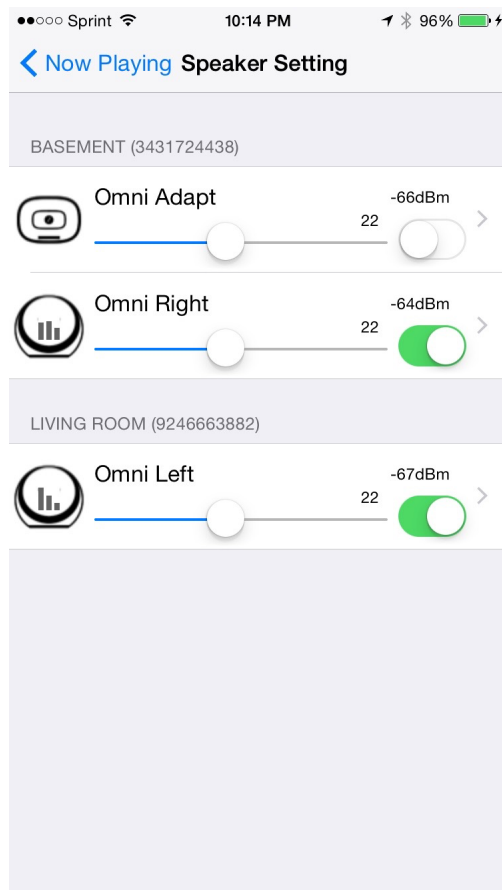 Sprint 10:14 PM 96%
Now Playing Speaker Setting
BASEMENT (3431724438)
Omni Adapt -66dBm
22
Omni Right -64dBm
22
LIVING ROOM (9246663882)
Omni Left -67dBm
22